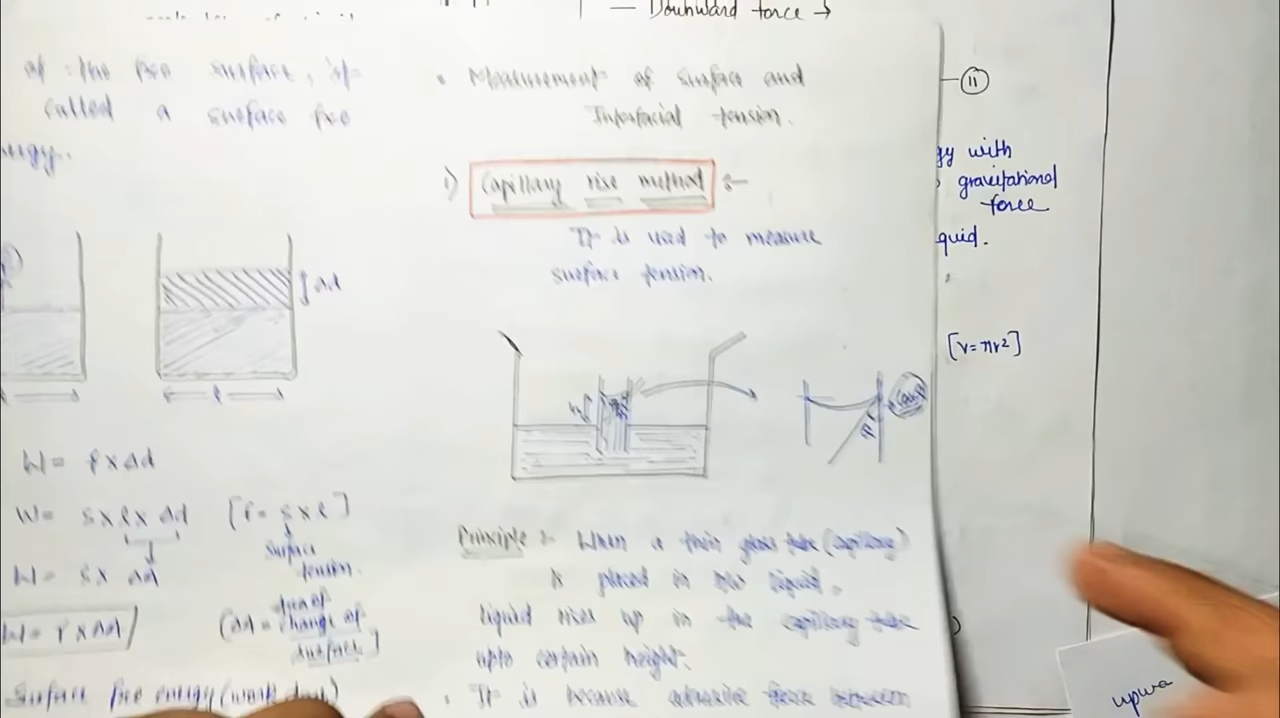 — Downward force →
of the free surface, is
called a surface free
energy.
Δd
l
W = F × Δd
W = S × l × Δd [F = S × l]
surface
tension.
W = S × ΔA
W = γ × ΔA
(ΔA =
change of
surface]
Surface free energy (work done)
• Measurement of surface and
Interfacial tension.
i) Capillary rise method ←
It is used to measure
surface tension.
Principle :- When a thin glass tube (capillary)
is placed in the liquid.
liquid rises up in the capillary tube
upto certain height.
• It is because adhesive force between
(ii)
gy with
gravitational
force
quid.
[v = πr²]
upwa